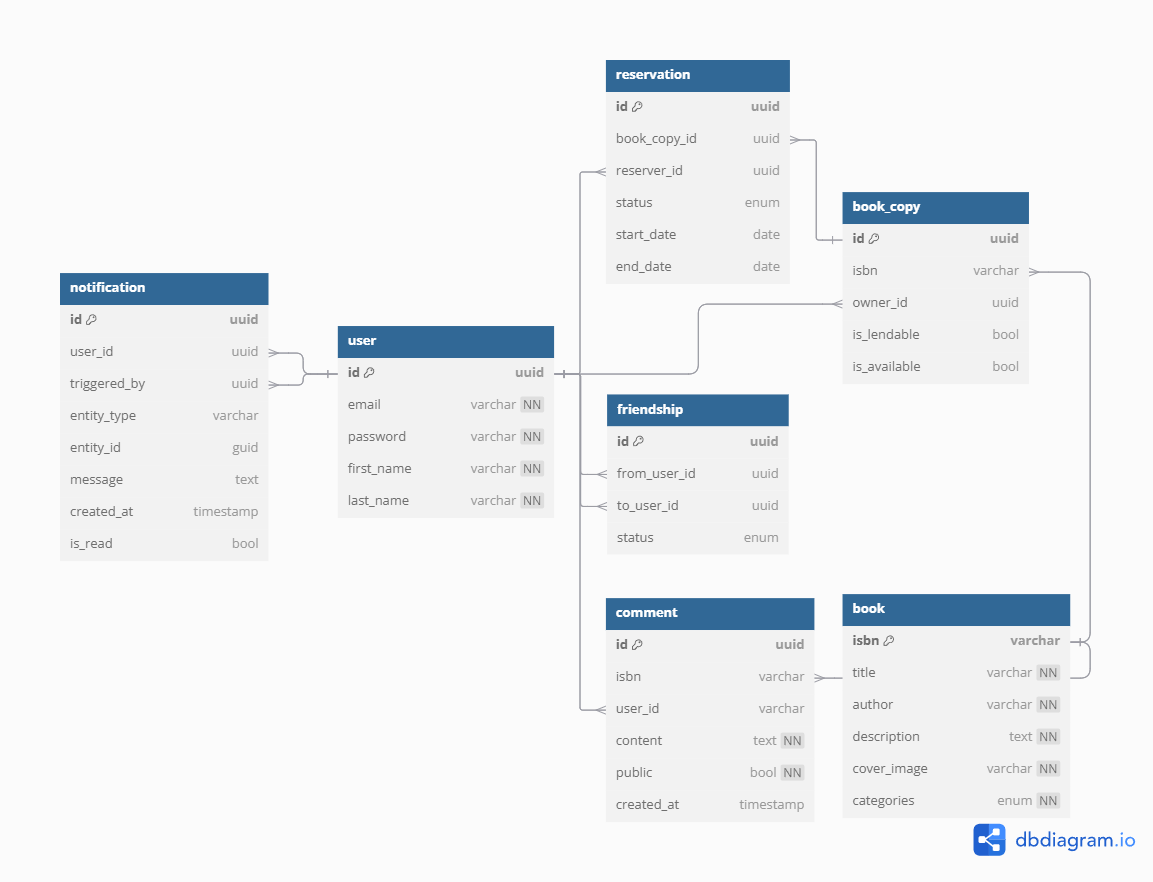 reservation
id uuid
book_copy_id uuid
reserver_id uuid
status enum
start_date date
end_date date
book_copy
id uuid
isbn varchar
owner_id uuid
is_lendable bool
is_available bool
notification
id uuid
user_id uuid
triggered_by uuid
entity_type varchar
entity_id guid
message text
created_at timestamp
is_read bool
user
id uuid
email varchar NN
password varchar NN
first_name varchar NN
last_name varchar NN
friendship
id uuid
from_user_id uuid
to_user_id uuid
status enum
comment
id uuid
isbn varchar
user_id varchar
content text NN
public bool NN
created_at timestamp
book
isbn varchar
title varchar NN
author varchar NN
description text NN
cover_image varchar NN
categories enum NN
dbdiagram.io